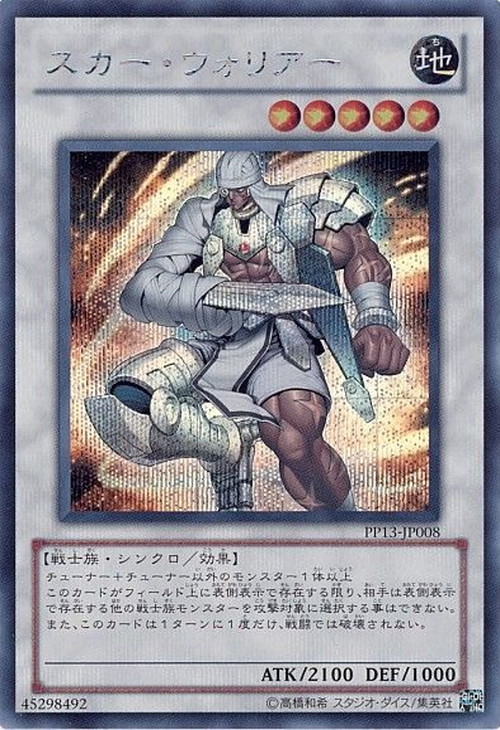 スカー・ウォリアー
地
PP13-JP008
【戦士族・シンクロ／効果】
チューナー＋チューナー以外のモンスター１体以上
このカードがフィールド上に表側表示で存在する限り、相手は表側表示
で存在する他の戦士族モンスターを攻撃対象に選択する事はできない。
また、このカードは１ターンに１度だけ、戦闘では破壊されない。
ATK/2100 DEF/1000
45298492
©高橋和希 スタジオ・ダイス/集英社